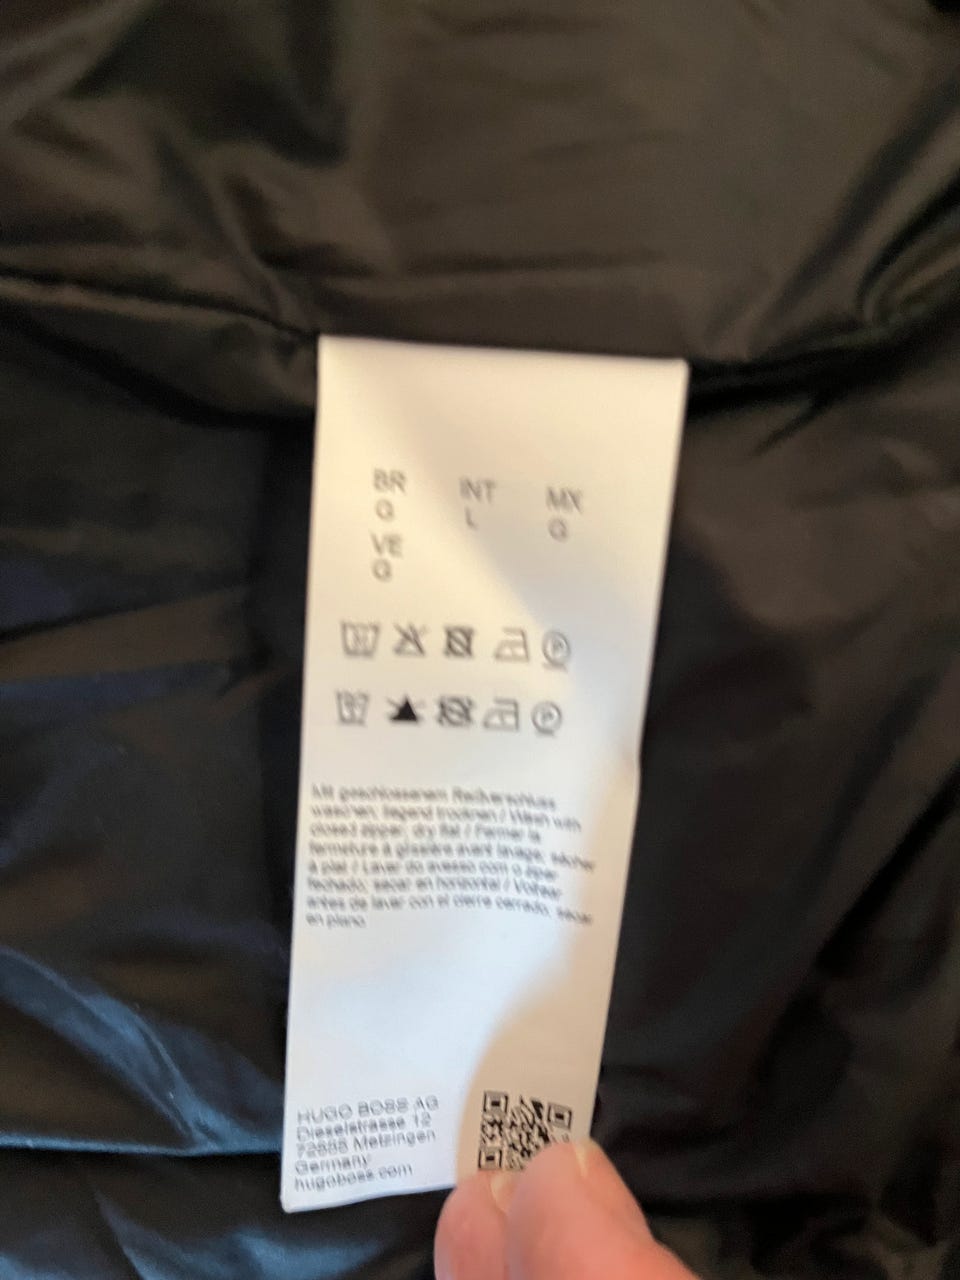 BR INT MX
G L G
VE
G
P
P
Mit geschlossenem Reißverschluss
waschen, liegend trocknen / Wash with
closed zipper, dry flat / Fermer la
fermeture à glissière avant lavage, sécher
à plat / Lavar do avesso com o zíper
fechado, secar en horizontal / Voltear
antes de lavar con el cierre cerrado, secar
en plano.
HUGO BOSS AG
Dieselstrasse 12
72555 Metzingen
Germany
hugoboss.com